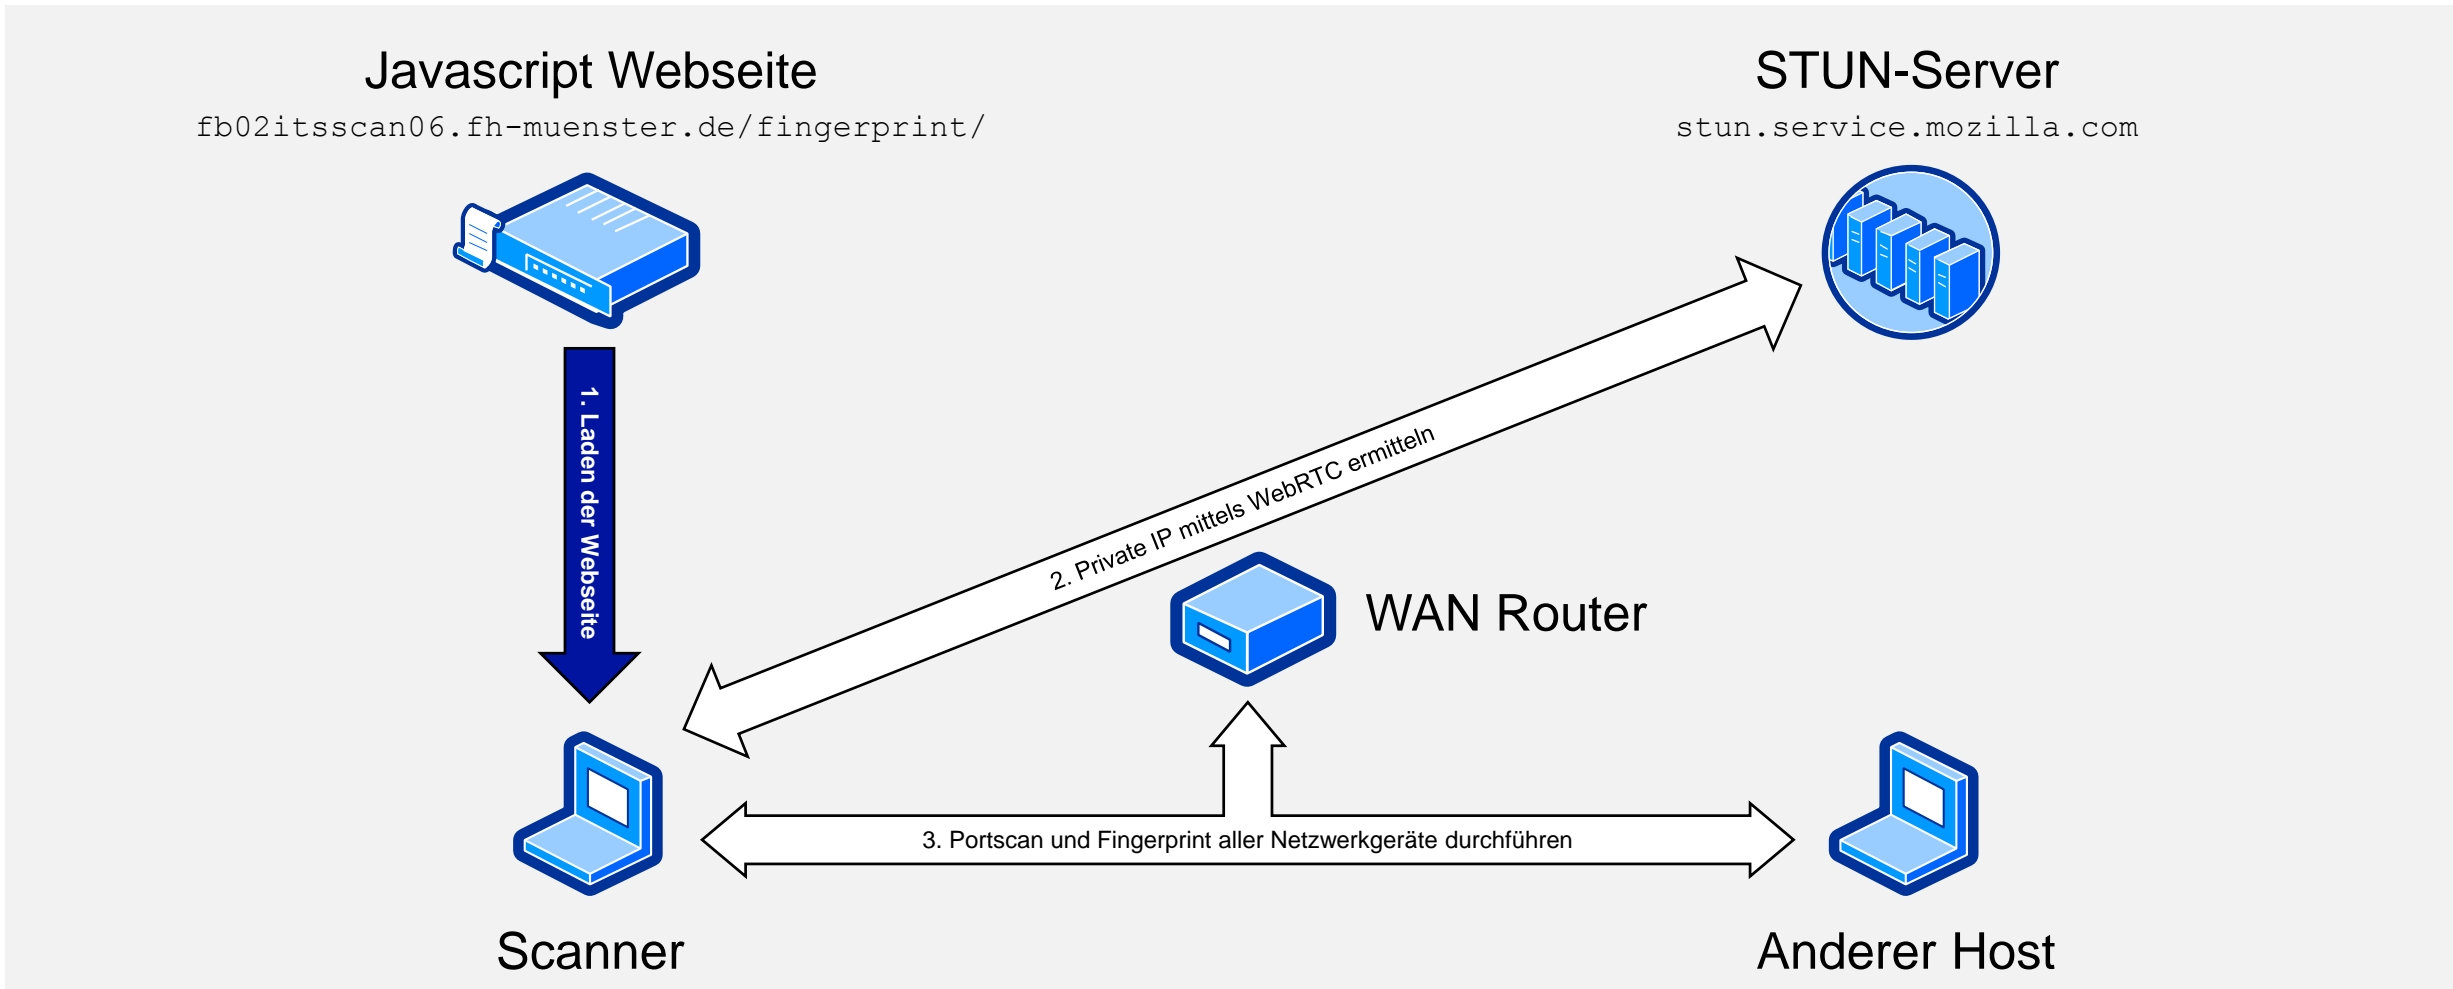 Javascript Webseite
fb02itsscan06.fh-muenster.de/fingerprint/
STUN-Server
stun.service.mozilla.com
1. Laden der Webseite
2. Private IP mittels WebRTC ermitteln
WAN Router
3. Portscan und Fingerprint aller Netzwerkgeräte durchführen
Scanner
Anderer Host